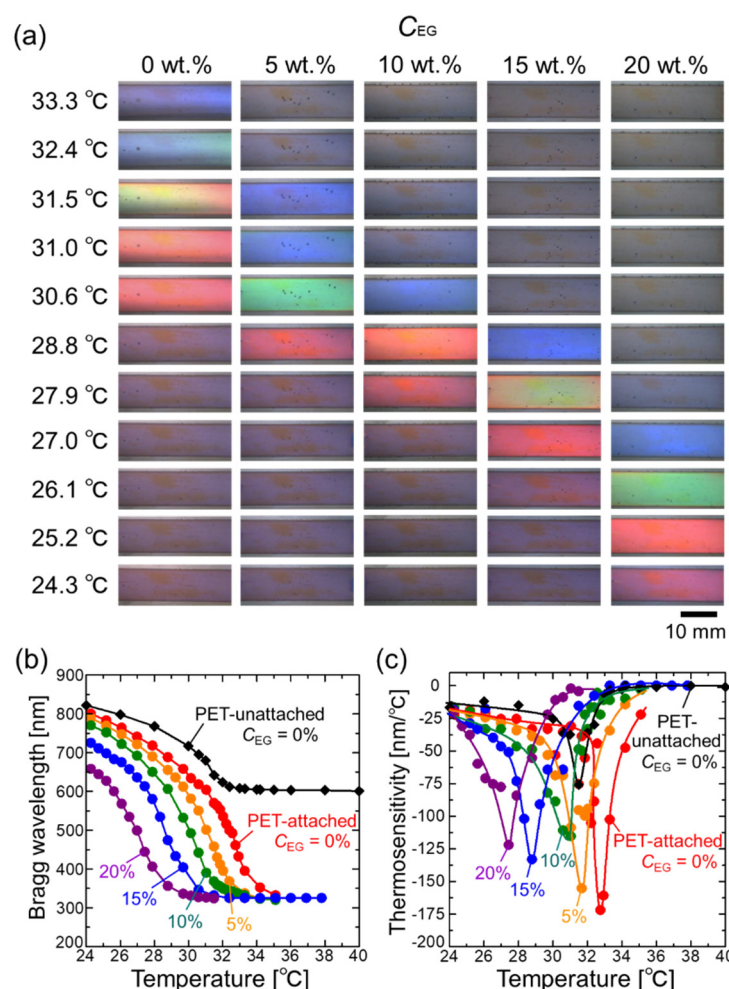 (a)
C_EG
0 wt.% 5 wt.% 10 wt.% 15 wt.% 20 wt.%
33.3 ℃
32.4 ℃
31.5 ℃
31.0 ℃
30.6 ℃
28.8 ℃
27.9 ℃
27.0 ℃
26.1 ℃
25.2 ℃
24.3 ℃
10 mm
(b)
900
800
700
600
500
400
300
200
Bragg wavelength [nm]
PET-unattached
C_EG = 0%
PET-attached
C_EG = 0%
20%
15%
10%
5%
24 26 28 30 32 34 36 38 40
Temperature [℃]
(c)
0
-25
-50
-75
-100
-125
-150
-175
-200
Thermosensitivity [nm/℃]
PET-
unattached
C_EG = 0%
PET-attached
C_EG = 0%
20%
15%
10%
5%
24 26 28 30 32 34 36 38 40
Temperature [℃]